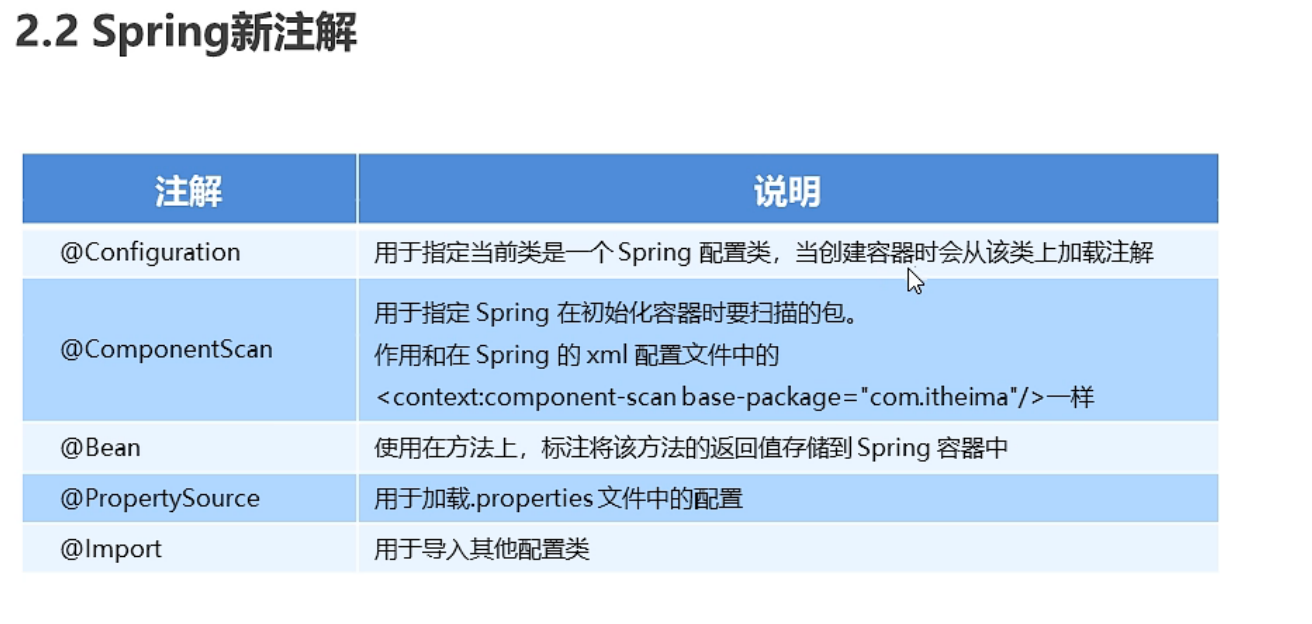 2.2 Spring新注解
注解
说明
@Configuration
用于指定当前类是一个 Spring 配置类，当创建容器时会从该类上加载注解
@ComponentScan
用于指定 Spring 在初始化容器时要扫描的包。
作用和在 Spring 的 xml 配置文件中的
<context:component-scan base-package="com.itheima"/>一样
@Bean
使用在方法上，标注将该方法的返回值存储到 Spring 容器中
@PropertySource
用于加载.properties 文件中的配置
@Import
用于导入其他配置类